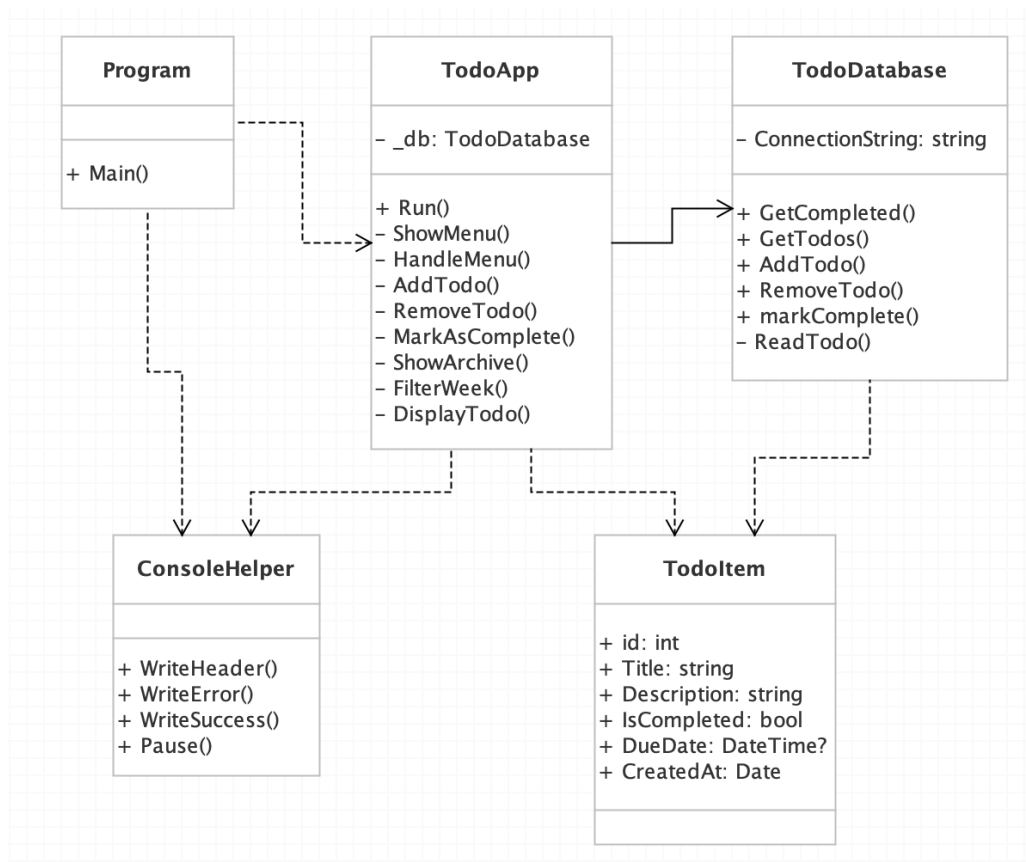 Program
+ Main()
TodoApp
- _db: TodoDatabase
+ Run()
- ShowMenu()
- HandleMenu()
- AddTodo()
- RemoveTodo()
- MarkAsComplete()
- ShowArchive()
- FilterWeek()
- DisplayTodo()
TodoDatabase
- ConnectionString: string
+ GetCompleted()
+ GetTodos()
+ AddTodo()
+ RemoveTodo()
+ markComplete()
- ReadTodo()
ConsoleHelper
+ WriteHeader()
+ WriteError()
+ WriteSuccess()
+ Pause()
TodoItem
+ id: int
+ Title: string
+ Description: string
+ IsCompleted: bool
+ DueDate: DateTime?
+ CreatedAt: Date